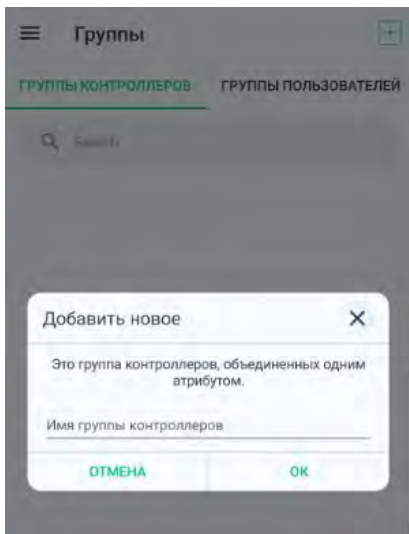 Группы
ГРУППЫ КОНТРОЛЛЕРОВ ГРУППЫ ПОЛЬЗОВАТЕЛЕЙ
Search
Добавить новое
Это группа контроллеров, объединенных одним
атрибутом.
Имя группы контроллеров
ОТМЕНА OK